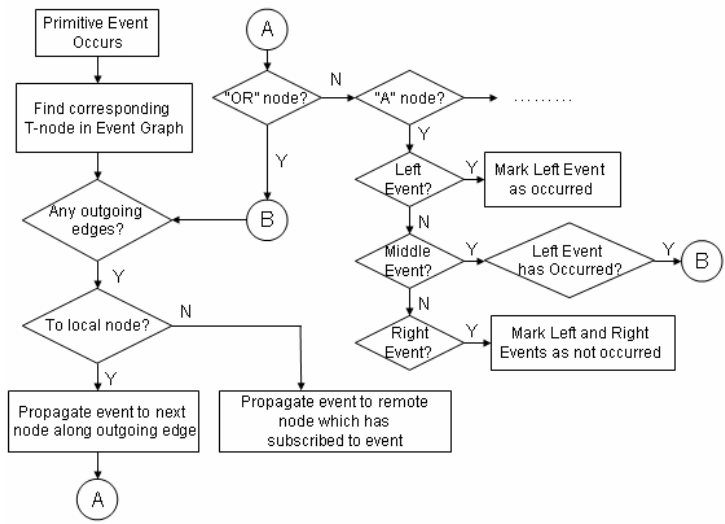 Primitive Event
Occurs
Find corresponding
T-node in Event Graph
Any outgoing
edges?
Y
To local node?
N
Y
Propagate event to next
node along outgoing edge
A
Propagate event to remote
node which has
subscribed to event
A
"OR" node?
N
Y
B
"A" node?
………
Y
Left
Event?
Y
Mark Left Event
as occurred
N
Middle
Event?
Y
Left Event
has Occurred?
Y
B
N
Right
Event?
Y
Mark Left and Right
Events as not occurred